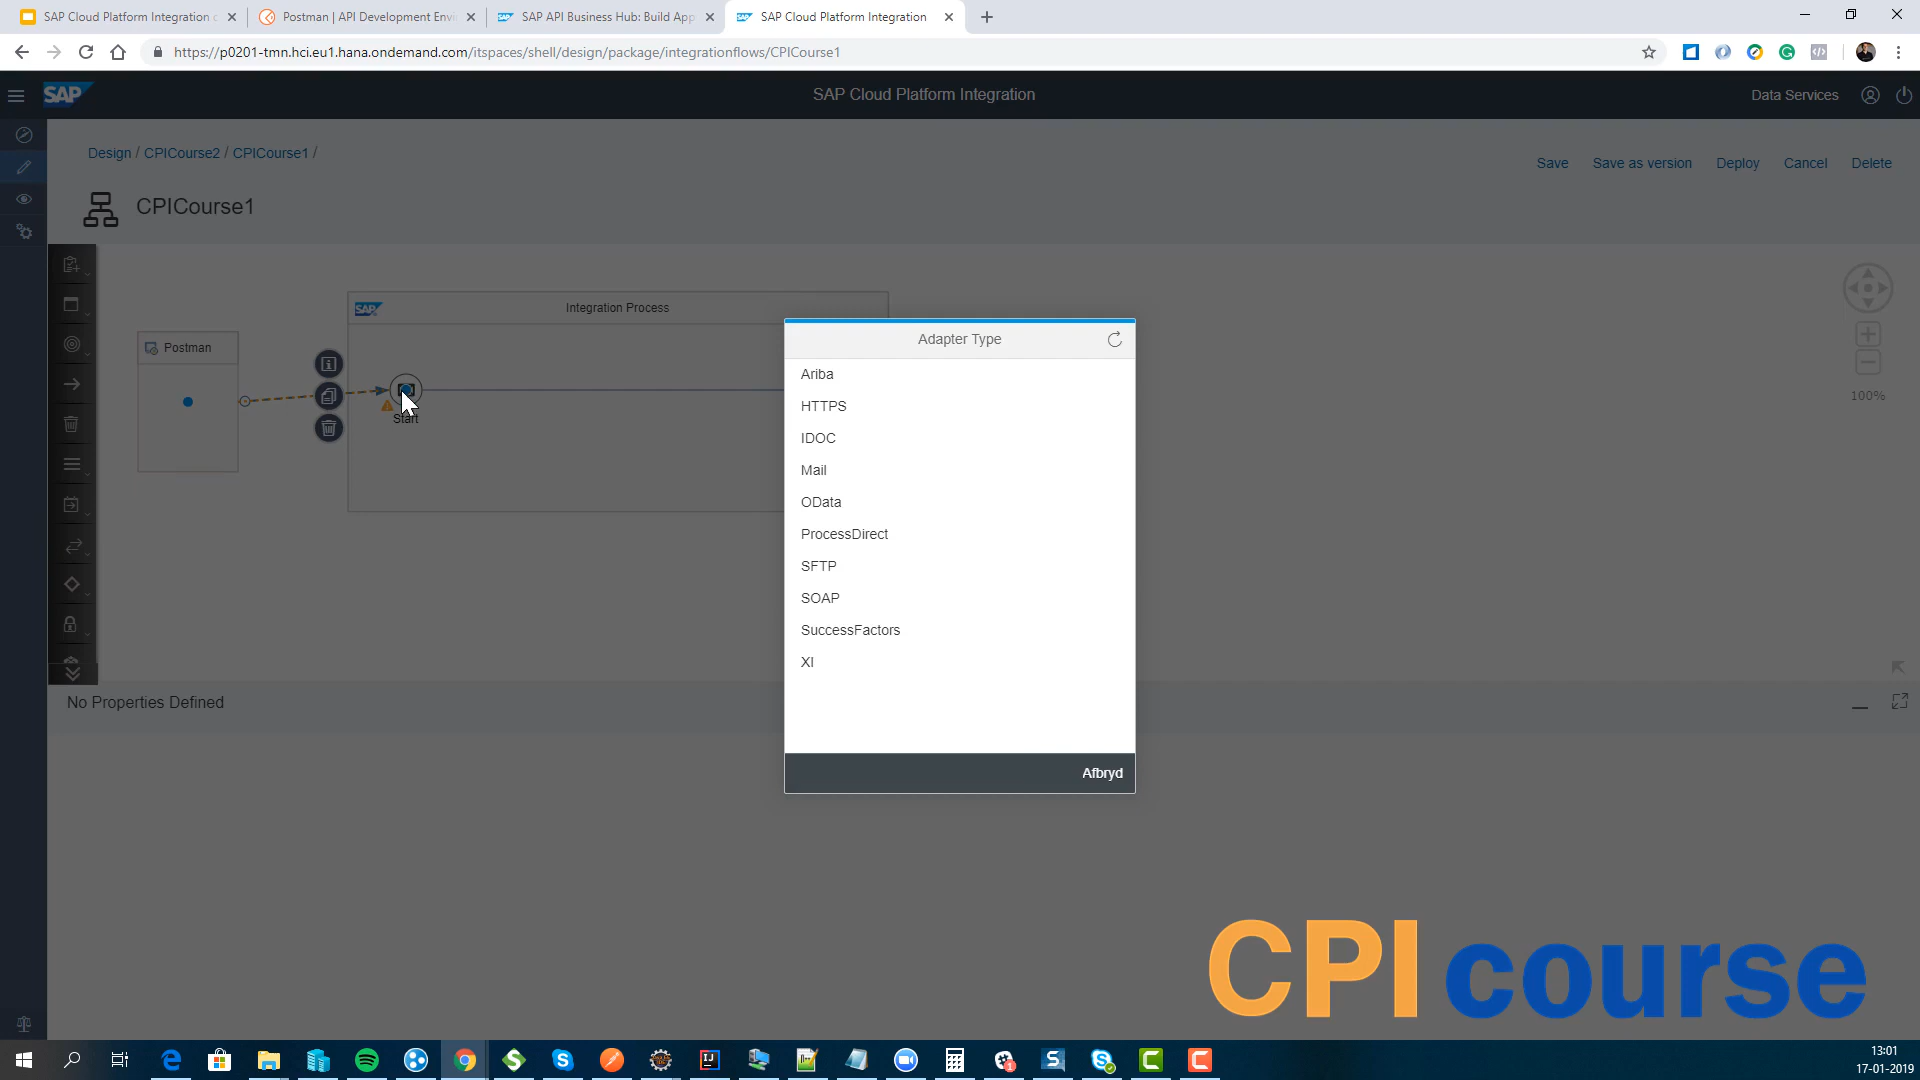 SAP Cloud Platform Integration c
Postman | API Development Envi
SAP API Business Hub: Build App
SAP Cloud Platform Integration
https://p0201-tmn.hci.eu1.hana.ondemand.com/itspaces/shell/design/package/integrationflows/CPICourse1
SAP
SAP Cloud Platform Integration
Data Services
Design / CPICourse2 / CPICourse1 /
Save
Save as version
Deploy
Cancel
Delete
CPICourse1
SAP
Integration Process
Postman
Start
100%
Adapter Type
Ariba
HTTPS
IDOC
Mail
OData
ProcessDirect
SFTP
SOAP
SuccessFactors
XI
Afbryd
No Properties Defined
CPI course
13:01
17-01-2019